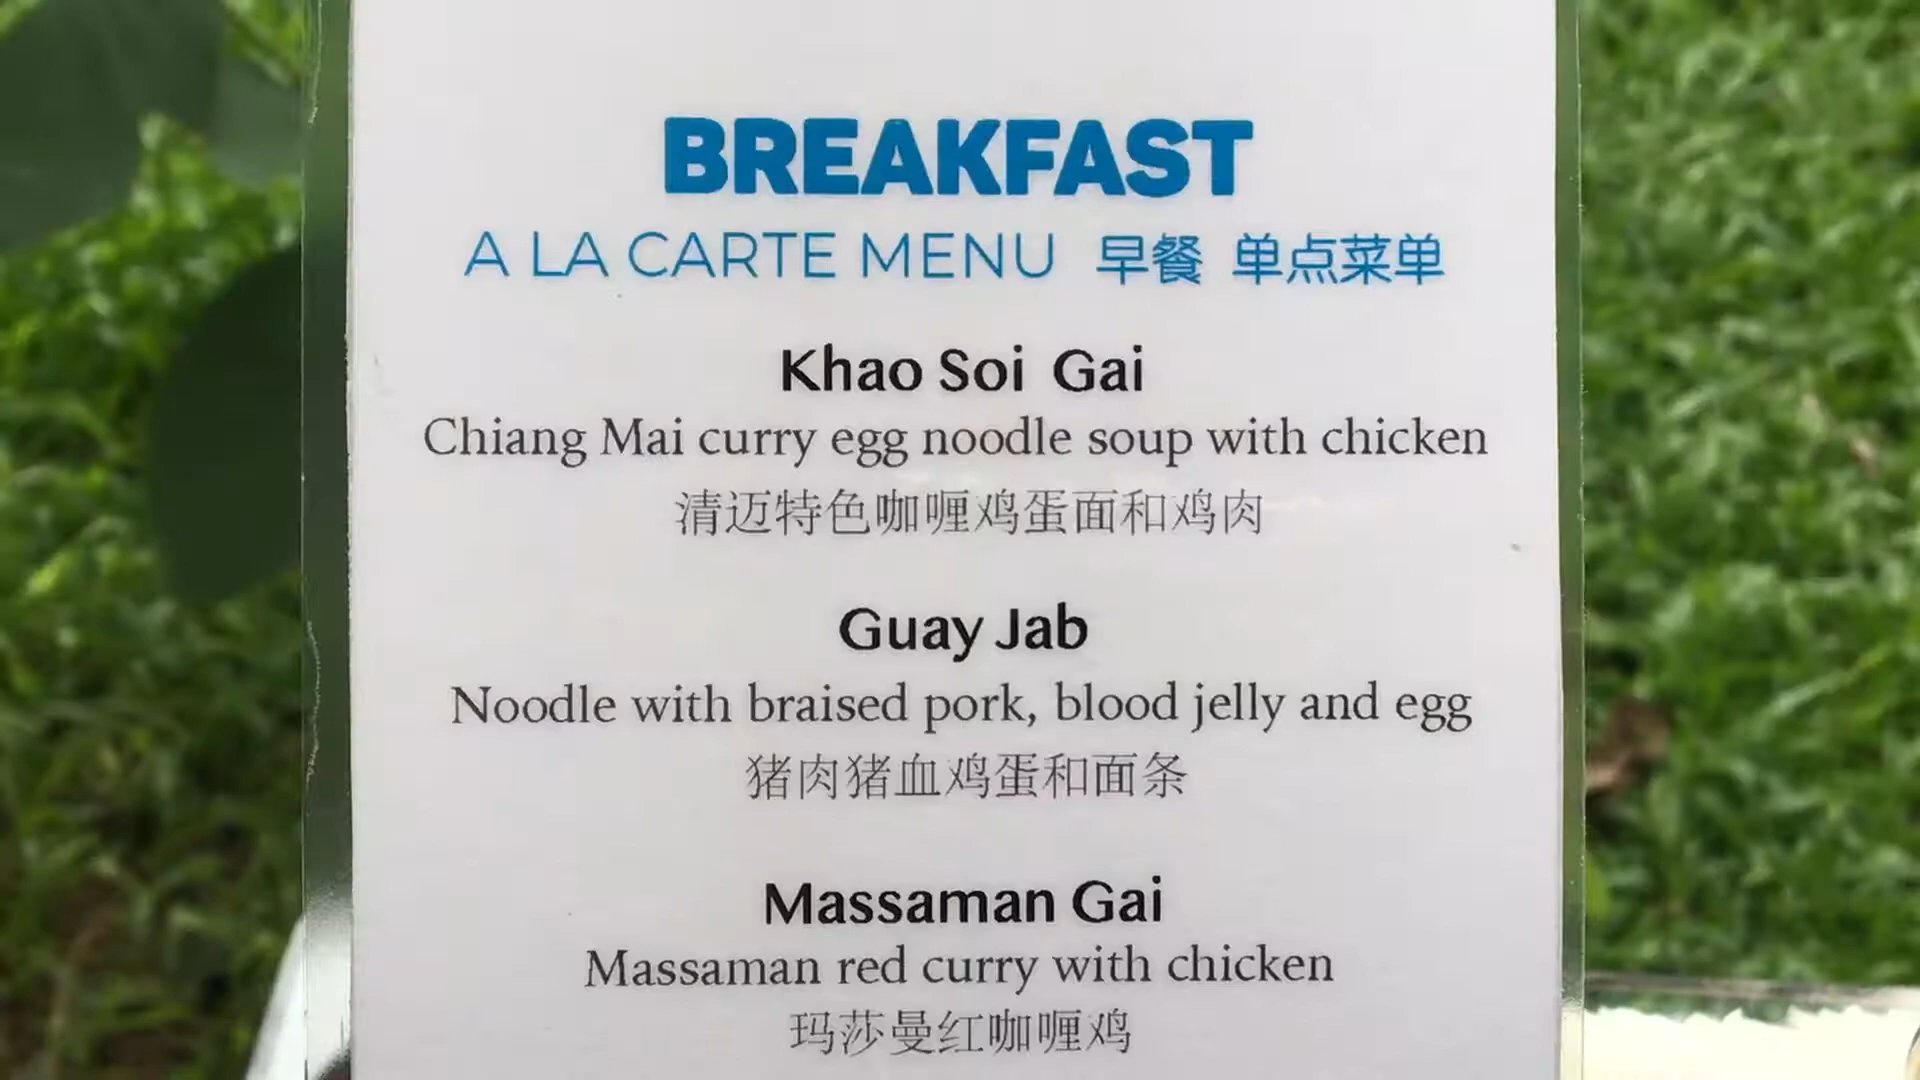 BREAKFAST
A LA CARTE MENU 早餐 单点菜单
Khao Soi Gai
Chiang Mai curry egg noodle soup with chicken
清迈特色咖喱鸡蛋面和鸡肉
Guay Jab
Noodle with braised pork, blood jelly and egg
猪肉猪血鸡蛋和面条
Massaman Gai
Massaman red curry with chicken
玛莎曼红咖喱鸡